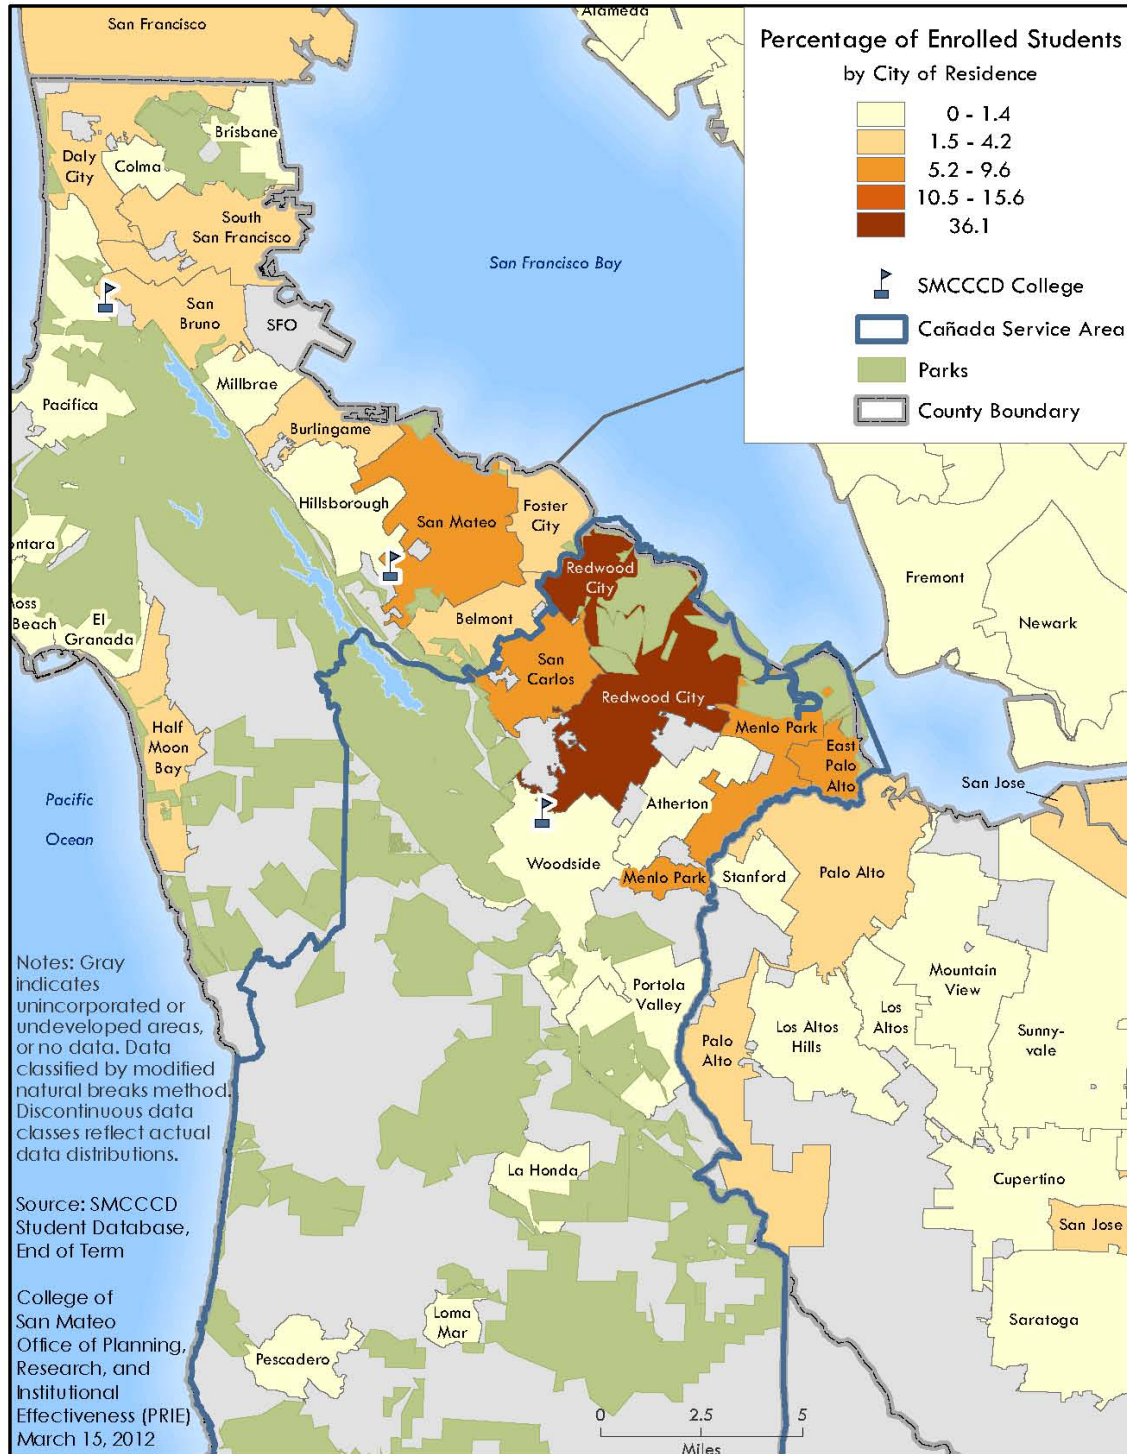 San Francisco
Alameda
Percentage of Enrolled Students
by City of Residence
0 - 1.4
1.5 - 4.2
5.2 - 9.6
10.5 - 15.6
36.1
SMCCCD College
Cañada Service Area
Parks
County Boundary
Brisbane
Daly
City
Colma
South
San Francisco
San Francisco Bay
San
Bruno
SFO
Millbrae
Pacifica
Burlingame
Hillsborough
San Mateo
Foster
City
ontara
Redwood
City
Fremont
oss
Beach
El
Granada
Belmont
Newark
San
Carlos
Redwood City
Half
Moon
Bay
Menlo Park
East
Palo
Alto
San Jose
Pacific
Ocean
Atherton
Woodside
Menlo Park
Stanford
Palo Alto
Notes: Gray
indicates
unincorporated or
undeveloped areas,
or no data. Data
classified by modified
natural breaks method.
Discontinuous data
classes reflect actual
data distributions.
Portola
Valley
Mountain
View
Los
Altos
Los Altos
Hills
Palo
Alto
Sunny-
vale
La Honda
Cupertino
San Jose
Source: SMCCCD
Student Database,
End of Term
College of
San Mateo
Office of Planning,
Research, and
Institutional
Effectiveness (PRIE)
March 15, 2012
Loma
Mar
Saratoga
Pescadero
0 2.5 5
Miles